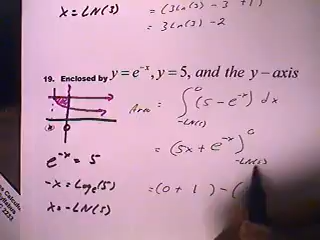 = (3LN(3) - 3 + 1)
x = LN(3)
= 3LN(3) - 2
19. Enclosed by y = e^{-x}, y = 5, and the y-axis
Area = ∫_{-LN(5)}^{0} (5 - e^{-x}) dx
= (5x + e^{-x})_{-LN(5)}^{0}
e^{-x} = 5
-x = Log_e(5)
= (0 + 1) - (
x = -LN(5)